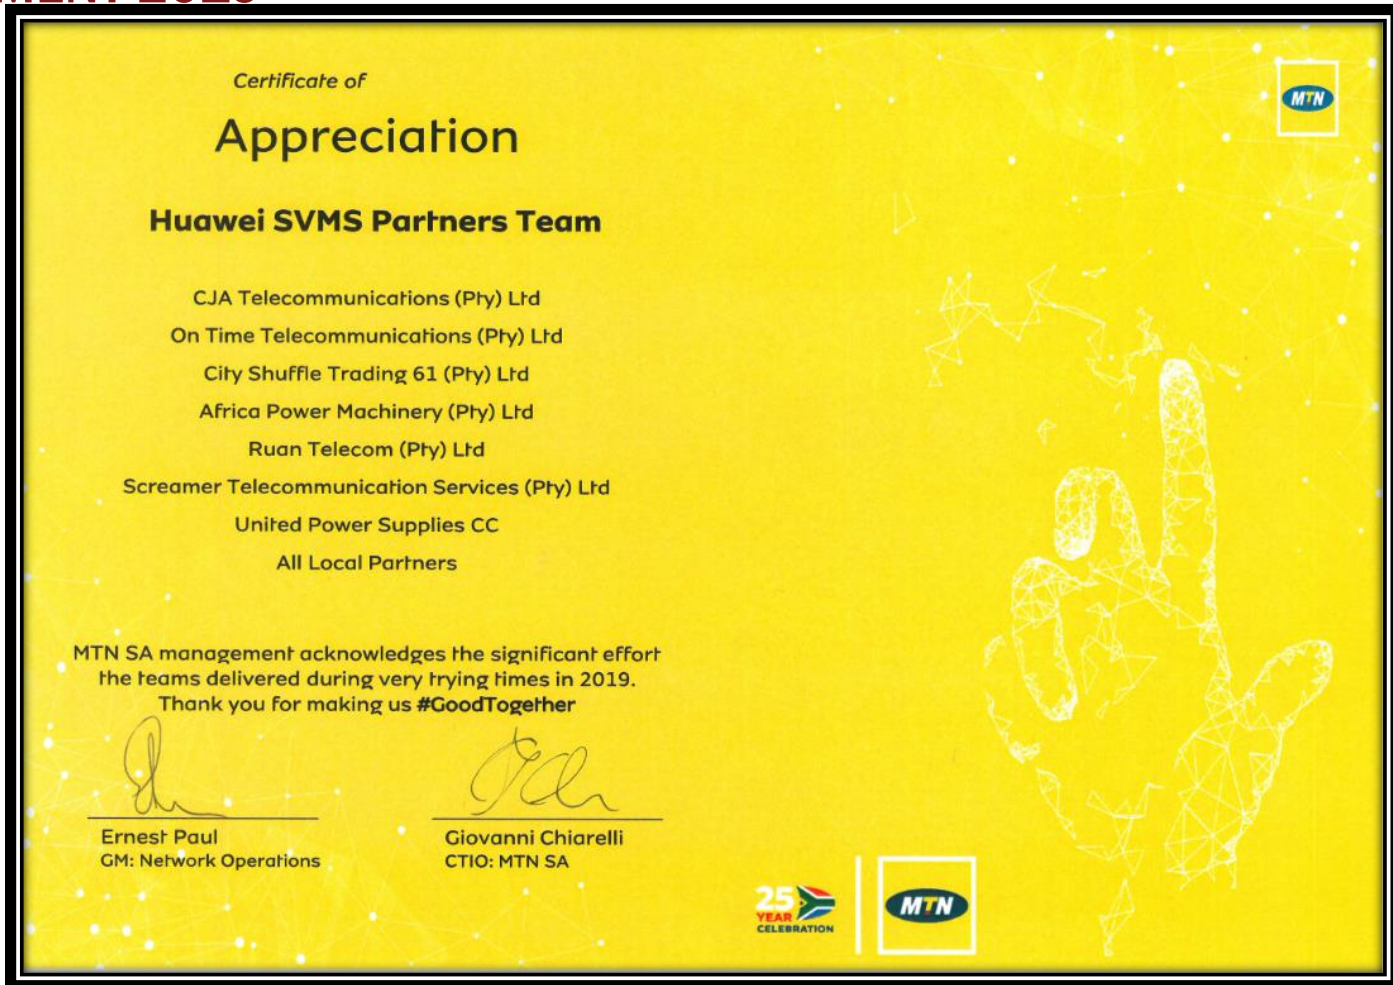 Certificate of
Appreciation
Huawei SVMS Partners Team
CJA Telecommunications (Pty) Ltd
On Time Telecommunications (Pty) Ltd
City Shuffle Trading 61 (Pty) Ltd
Africa Power Machinery (Pty) Ltd
Ruan Telecom (Pty) Ltd
Screamer Telecommunication Services (Pty) Ltd
United Power Supplies CC
All Local Partners
MTN SA management acknowledges the significant effort
the teams delivered during very trying times in 2019.
Thank you for making us #GoodTogether
Ernest Paul
GM: Network Operations
Giovanni Chiarelli
CTIO: MTN SA
MTN
25
YEAR
CELEBRATION
MTN